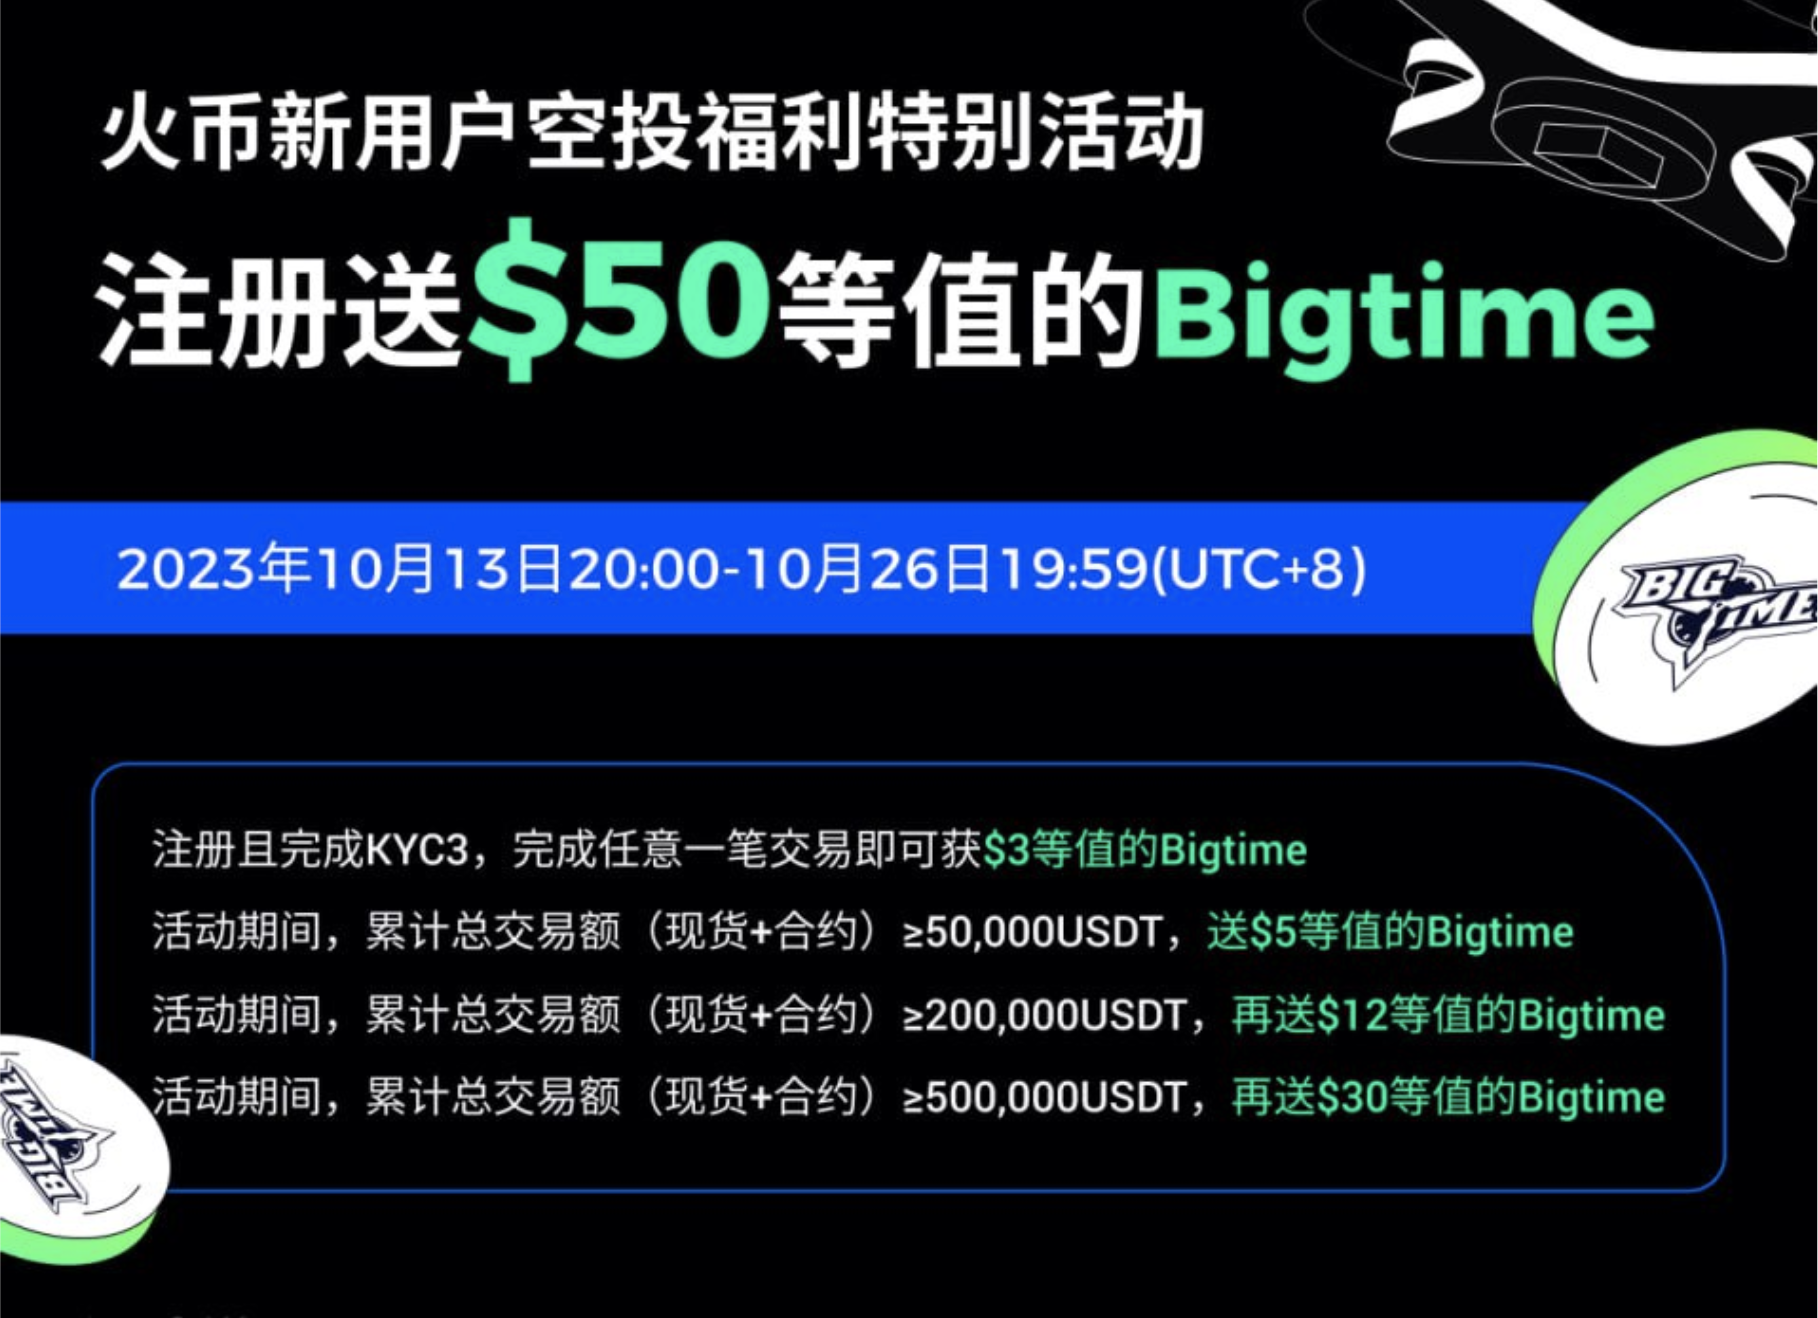 火币新用户空投福利特别活动
注册送$50等值的Bigtime
2023年10月13日20:00-10月26日19:59(UTC+8)
BIG
TIME
注册且完成KYC3，完成任意一笔交易即可获$3等值的Bigtime
活动期间，累计总交易额（现货+合约）≥50,000USDT，送$5等值的Bigtime
活动期间，累计总交易额（现货+合约）≥200,000USDT，再送$12等值的Bigtime
活动期间，累计总交易额（现货+合约）≥500,000USDT，再送$30等值的Bigtime
BIG
TIME